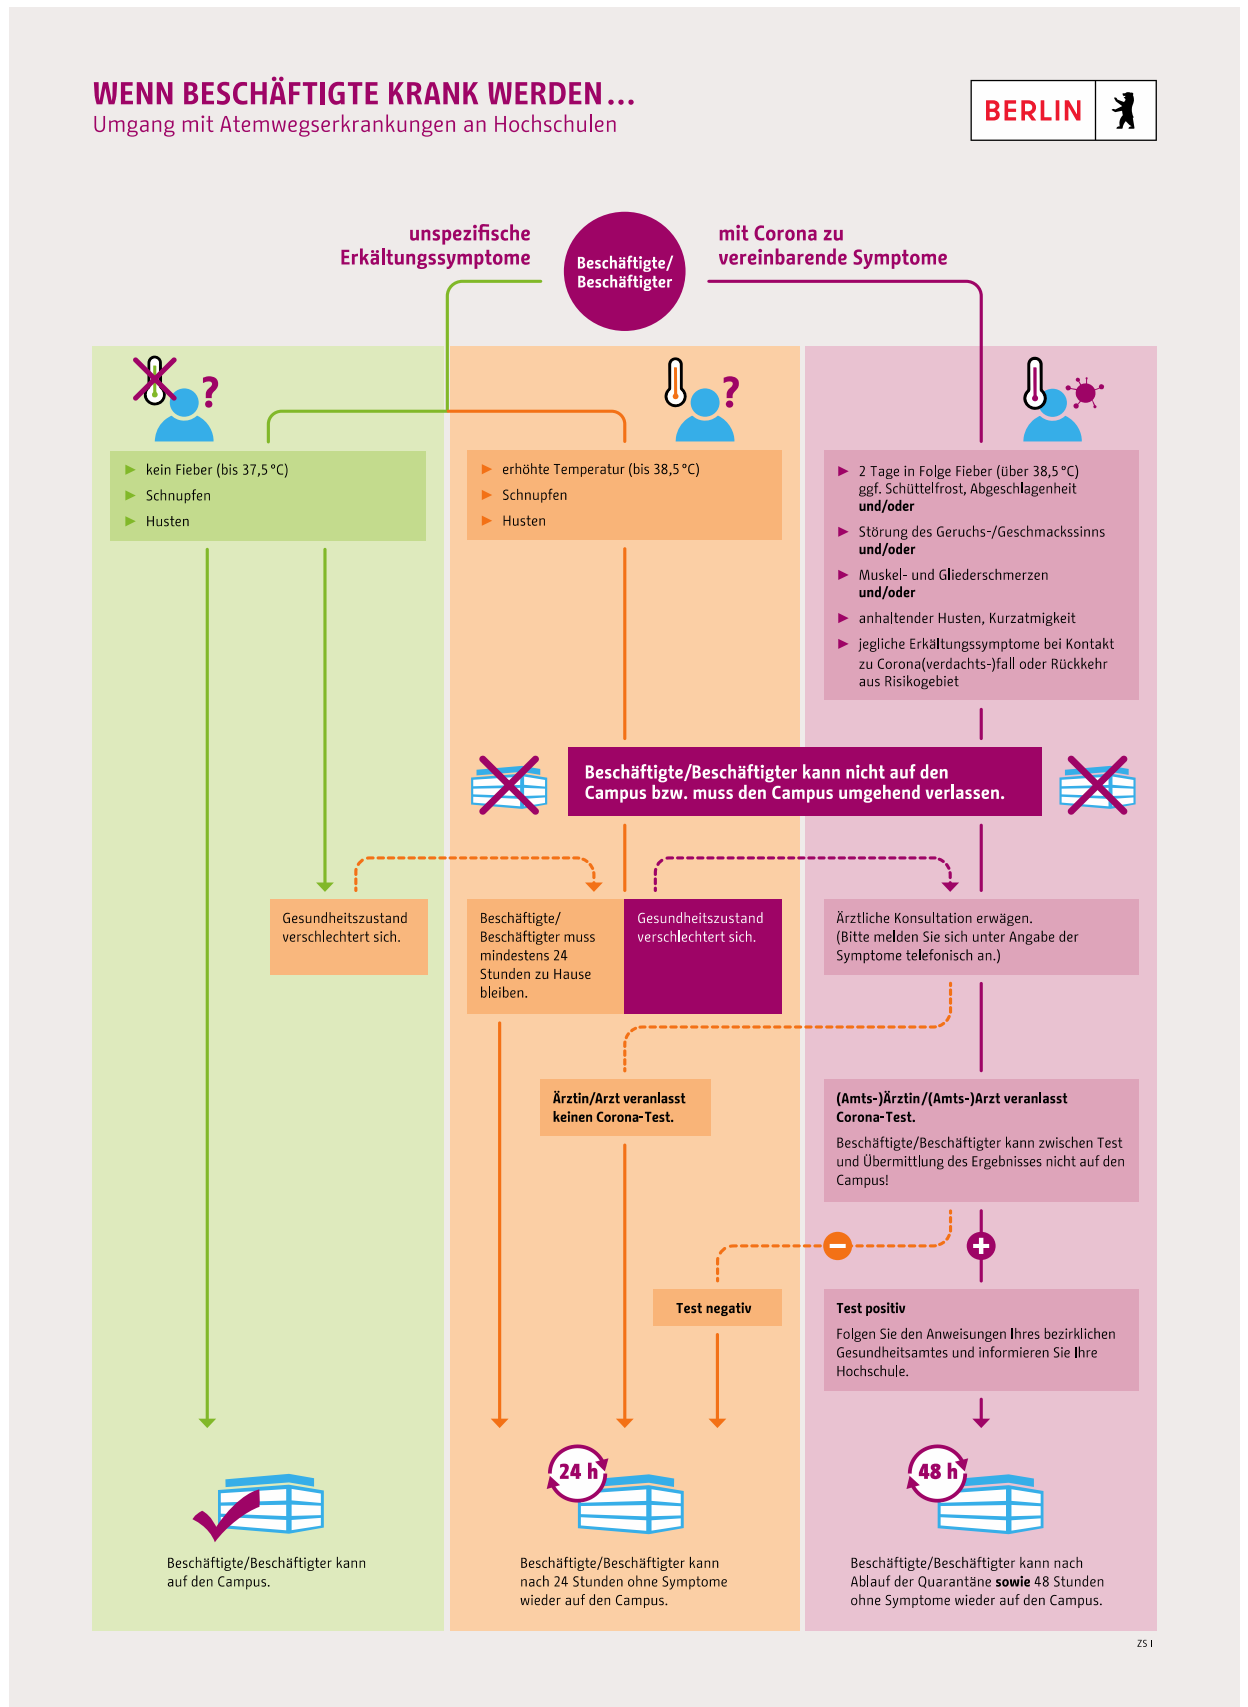 WENN BESCHÄFTIGTE KRANK WERDEN...
Umgang mit Atemwegserkrankungen an Hochschulen
BERLIN
unspezifische
Erkältungssymptome
Beschäftigte/
Beschäftigter
mit Corona zu
vereinbarende Symptome
?
kein Fieber (bis 37,5 °C)
Schnupfen
Husten
?
erhöhte Temperatur (bis 38,5 °C)
Schnupfen
Husten
2 Tage in Folge Fieber (über 38,5 °C)
ggf. Schüttelfrost, Abgeschlagenheit
und/oder
Störung des Geruchs-/Geschmackssinns
und/oder
Muskel- und Gliederschmerzen
und/oder
anhaltender Husten, Kurzatmigkeit
jegliche Erkältungssymptome bei Kontakt
zu Corona(verdachts-)fall oder Rückkehr
aus Risikogebiet
Beschäftigte/Beschäftigter kann nicht auf den
Campus bzw. muss den Campus umgehend verlassen.
Gesundheitszustand
verschlechtert sich.
Beschäftigte/
Beschäftigter muss
mindestens 24
Stunden zu Hause
bleiben.
Gesundheitszustand
verschlechtert sich.
Ärztliche Konsultation erwägen.
(Bitte melden Sie sich unter Angabe der
Symptome telefonisch an.)
Ärztin/Arzt veranlasst
keinen Corona-Test.
(Amts-)Ärztin/(Amts-)Arzt veranlasst
Corona-Test.
Beschäftigte/Beschäftigter kann zwischen Test
und Übermittlung des Ergebnisses nicht auf den
Campus!
Test negativ
Test positiv
Folgen Sie den Anweisungen Ihres bezirklichen
Gesundheitsamtes und informieren Sie Ihre
Hochschule.
Beschäftigte/Beschäftigter kann
auf den Campus.
24 h
Beschäftigte/Beschäftigter kann
nach 24 Stunden ohne Symptome
wieder auf den Campus.
48 h
Beschäftigte/Beschäftigter kann nach
Ablauf der Quarantäne sowie 48 Stunden
ohne Symptome wieder auf den Campus.
ZS I